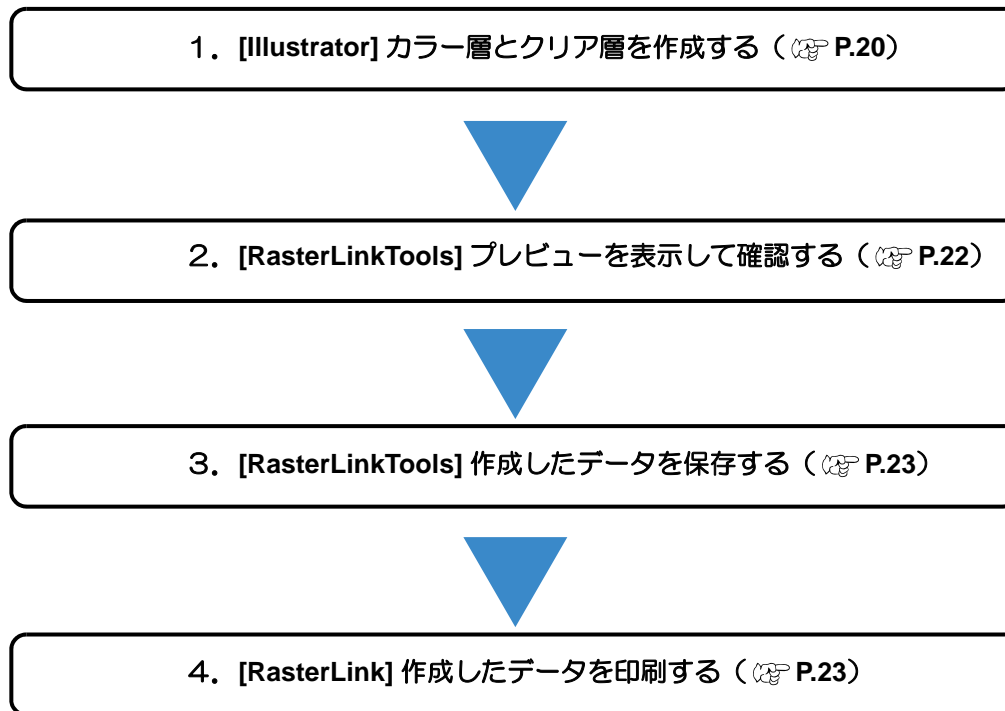 1. [Illustrator] カラー層とクリア層を作成する（☞ P.20）
2. [RasterLinkTools] プレビューを表示して確認する（☞ P.22）
3. [RasterLinkTools] 作成したデータを保存する（☞ P.23）
4. [RasterLink] 作成したデータを印刷する（☞ P.23）